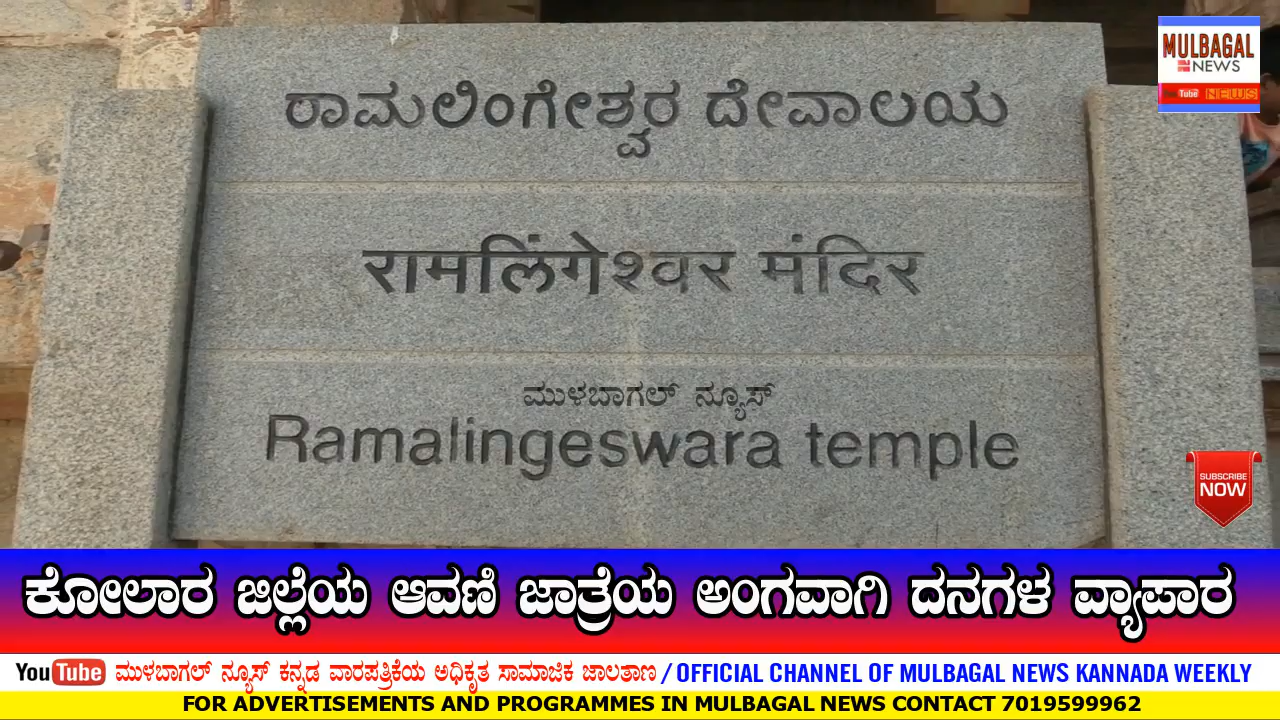 MULBAGAL
NEWS
YouTube NEWS
ರಾಮಲಿಂಗೇಶ್ವರ ದೇವಾಲಯ
रामलिंगेश्वर मंदिर
ಮುಳಬಾಗಲ್ ನ್ಯೂಸ್
Ramalingeswara temple
SUBSCRIBE
NOW
ಕೋಲಾರ ಜಿಲ್ಲೆಯ ಆವಣಿ ಜಾತ್ರೆಯ ಅಂಗವಾಗಿ ದನಗಳ ವ್ಯಾಪಾರ
YouTube ಮುಳಬಾಗಲ್ ನ್ಯೂಸ್ ಕನ್ನಡ ವಾರಪತ್ರಿಕೆಯ ಅಧಿಕೃತ ಸಾಮಾಜಿಕ ಜಾಲತಾಣ / OFFICIAL CHANNEL OF MULBAGAL NEWS KANNADA WEEKLY
FOR ADVERTISEMENTS AND PROGRAMMES IN MULBAGAL NEWS CONTACT 7019599962